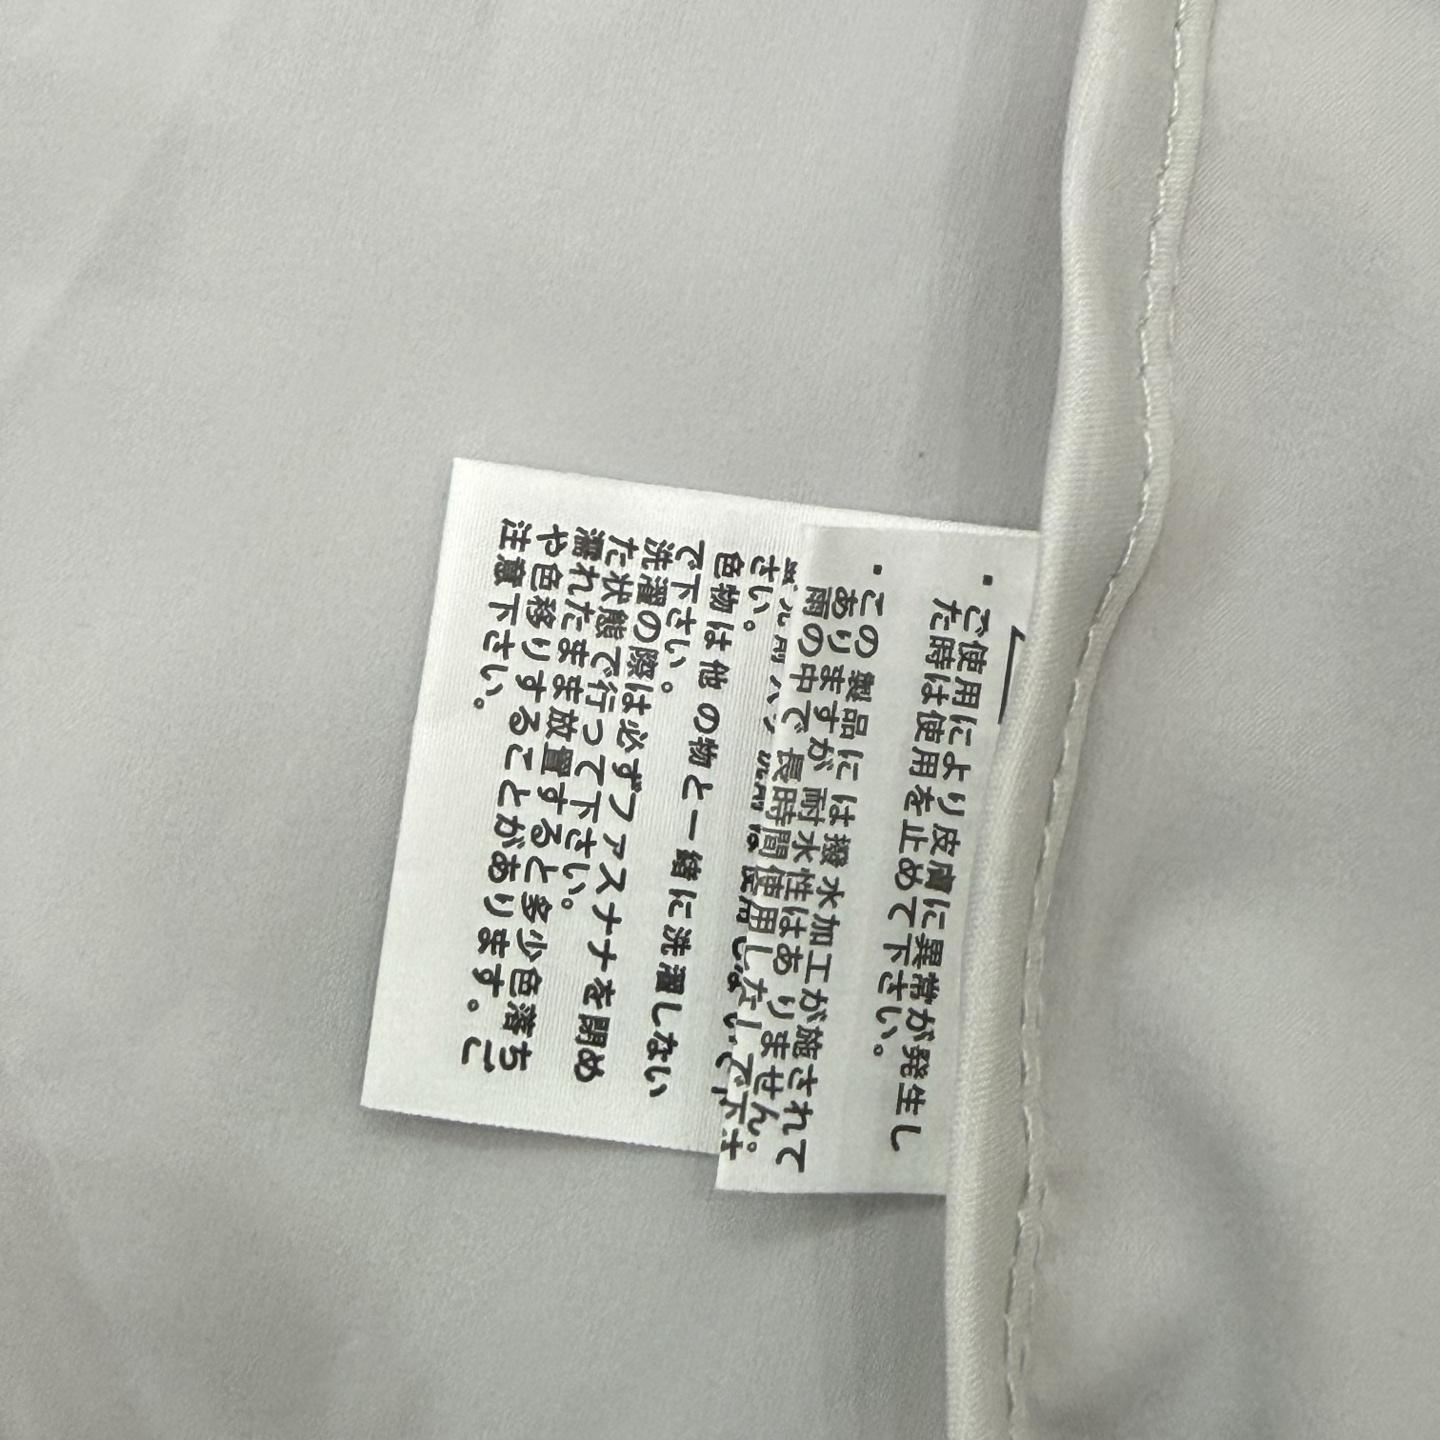 ・ご使用により皮膚に異常が発生し
た時は使用を止めて下さい。
・この製品には撥水加工が施されて
ありますが耐水性はありません。
雨の中で長時間使用しないで下さ
さい。
色物は他の物と一緒に洗濯しない
で下さい。
洗濯の際は必ずファスナナを閉め
た状態で行って下さい。
濡れたまま放置すると多少色落ち
や色移りすることがあります。ご
注意下さい。